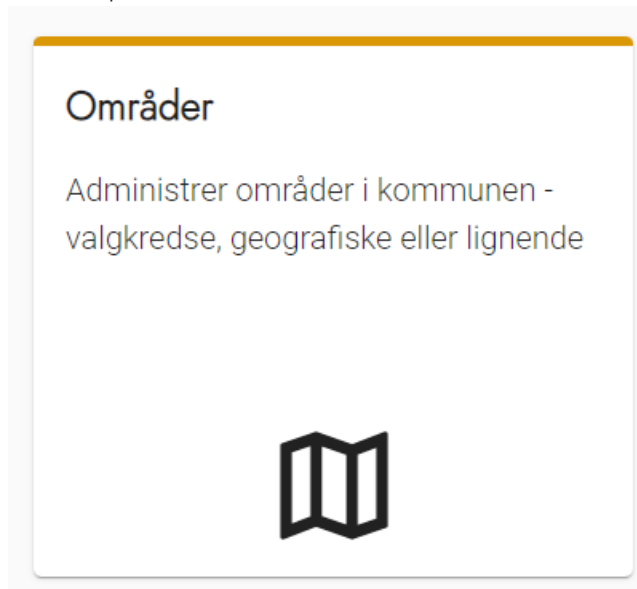 Områder
Administrer områder i kommunen -
valgkredse, geografiske eller lignende